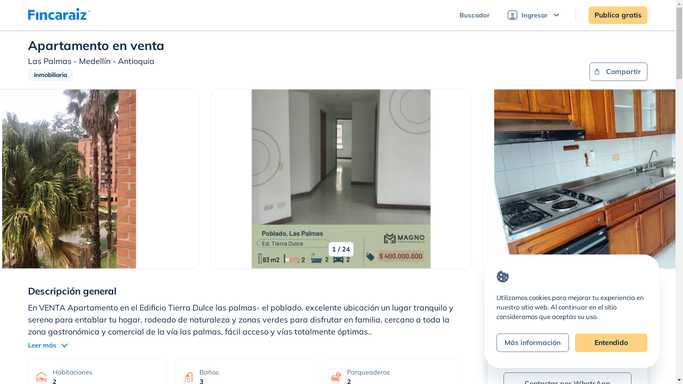 Fincaraiz
Buscador
Ingresar
Publica gratis
Apartamento en venta
Las Palmas - Medellín - Antioquia
Inmobiliaria
Compartir
Poblado, Las Palmas
Ed. Tierra Dulce
1 / 24
MAGNO
83 m2
2
2
2
$ 400.000.000
Descripción general
En VENTA Apartamento en el Edificio Tierra Dulce las palmas- el poblado. excelente ubicación un lugar tranquilo y
sereno para entablar tu hogar, rodeado de naturaleza y zonas verdes para disfrutar en familia, cercano a toda la
zona gastronómica y comercial de la vía las palmas, fácil acceso y vías totalmente óptimas..
Leer más
Habitaciones
2
Baños
3
Parqueaderos
2
Utilizamos cookies para mejorar tu experiencia en
nuestro sitio web. Al continuar en el sitio
consideramos que aceptas su uso.
Más información
Entendido
Contactar por WhatsApp